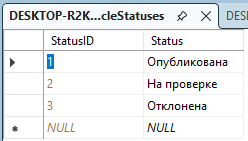 DESKTOP-R2K...cleStatuses
StatusID Status
1 Опубликована
2 На проверке
3 Отклонена
NULL NULL